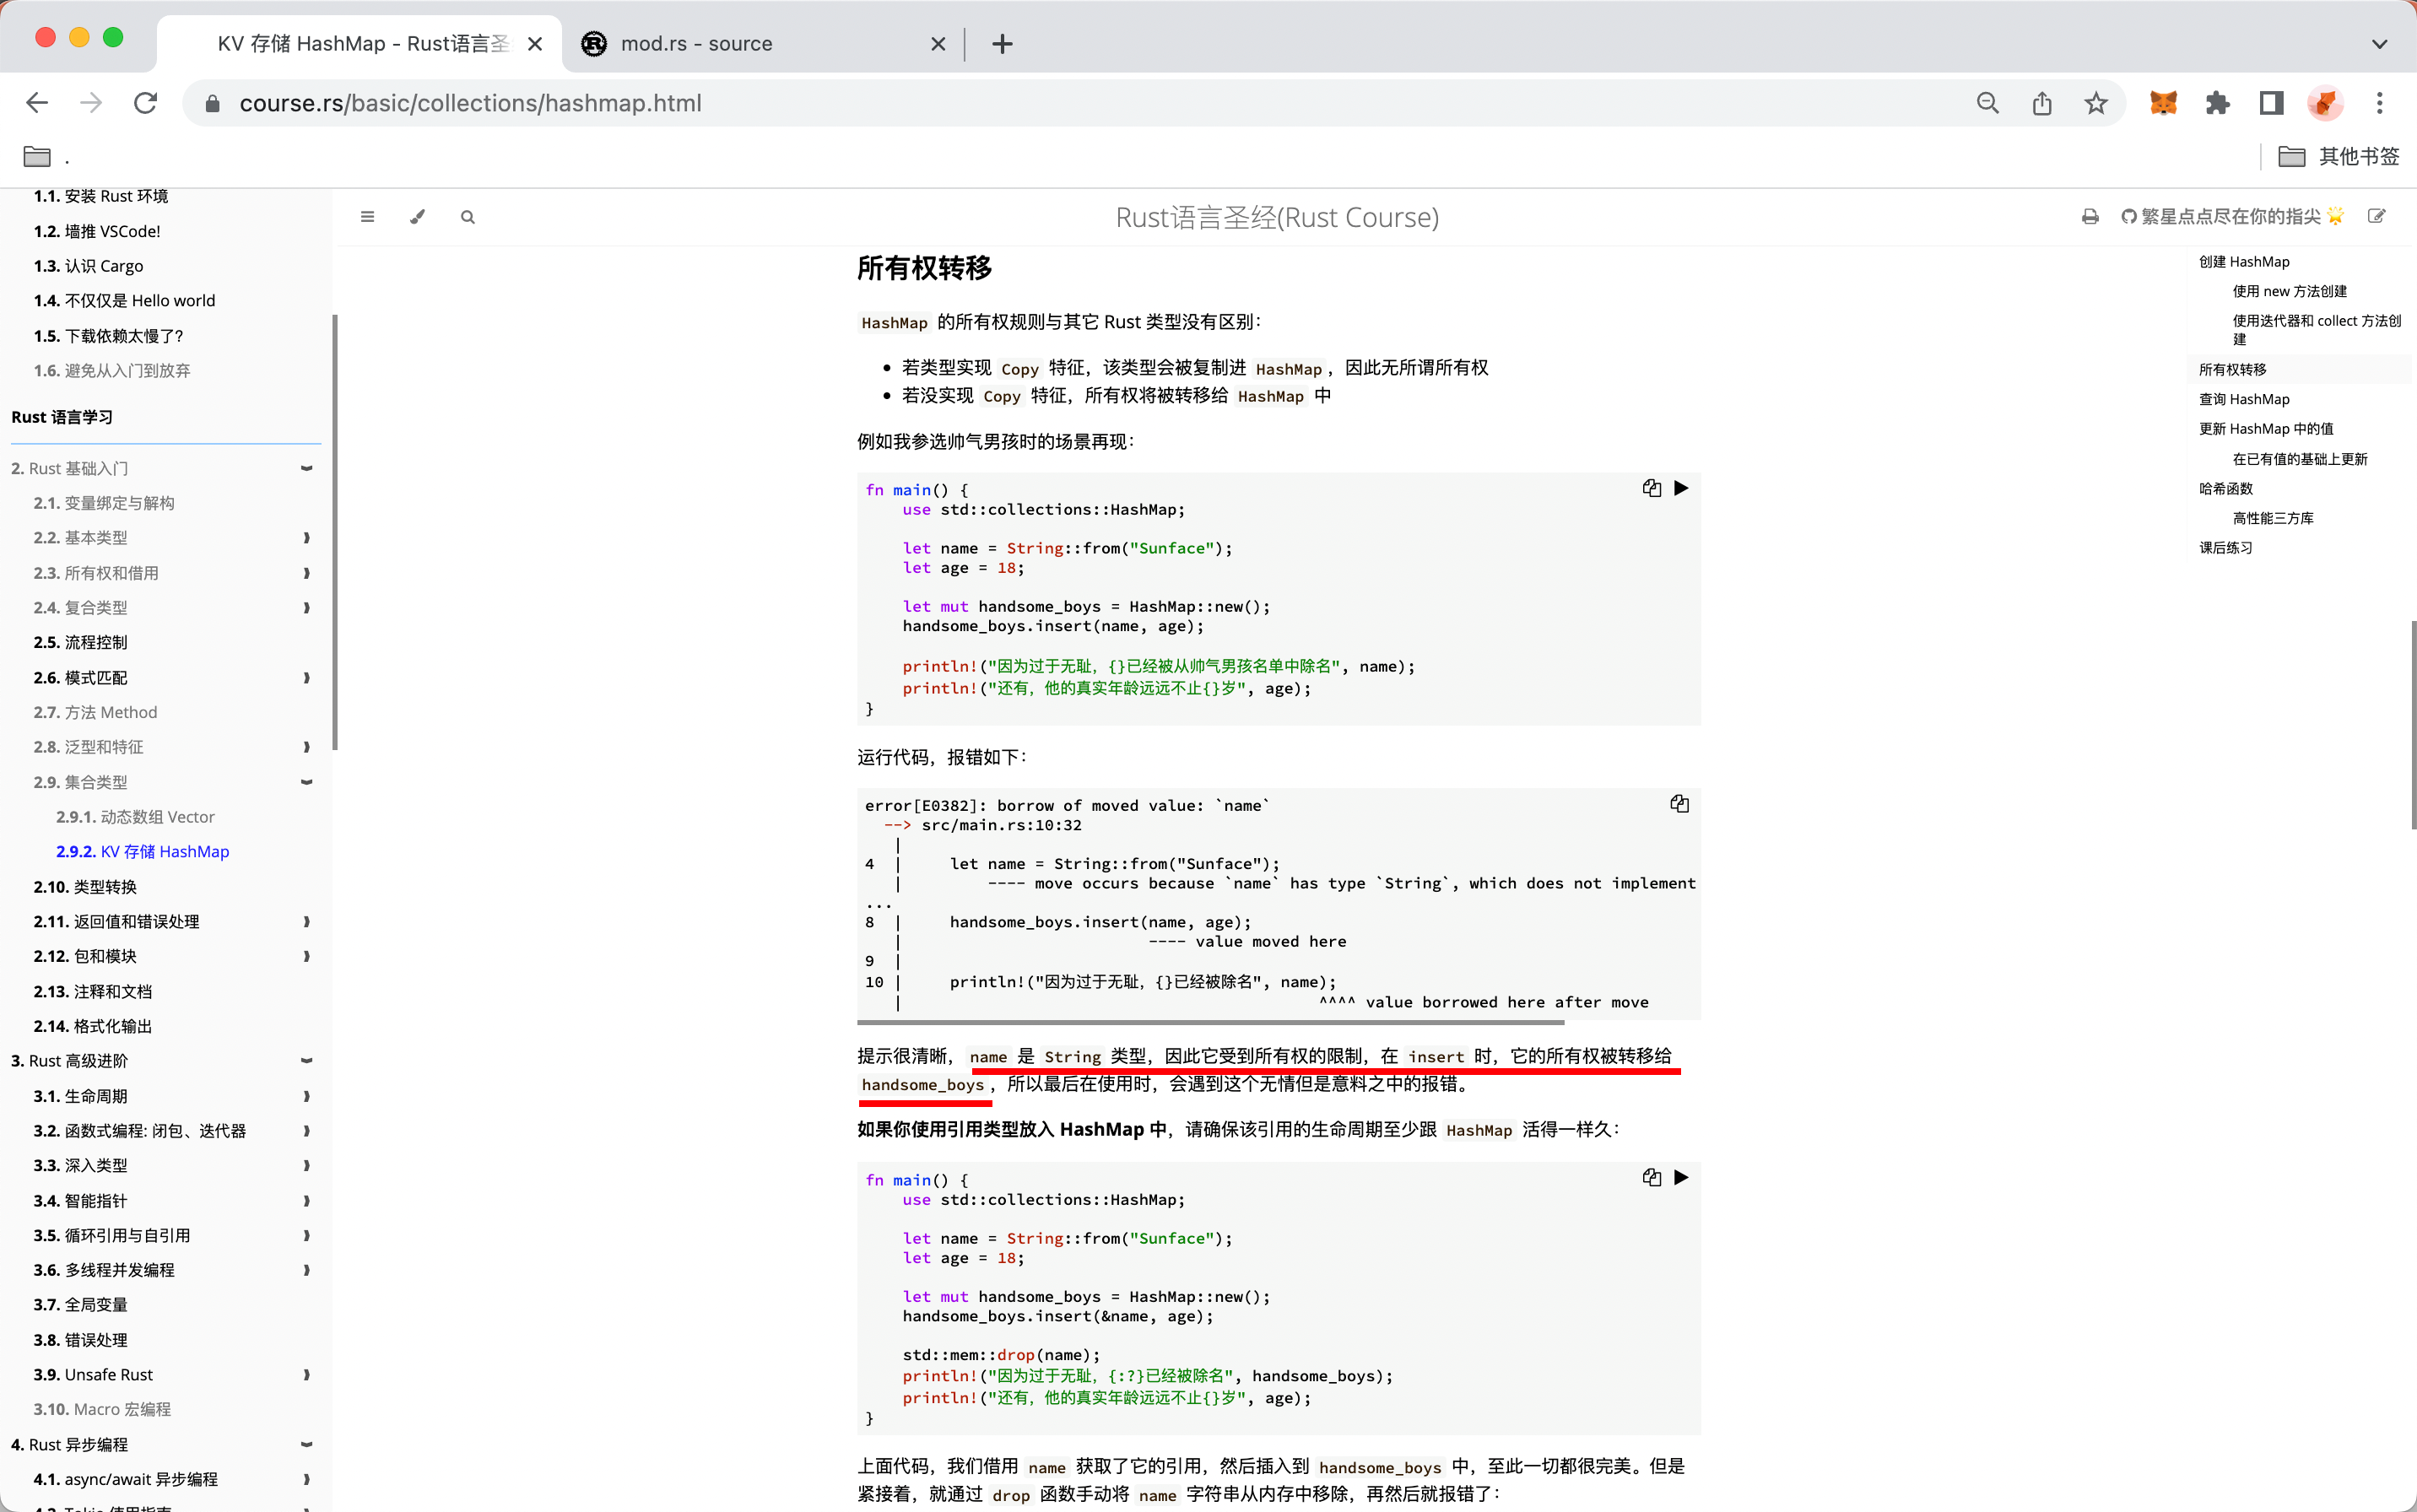 KV 存储 HashMap - Rust语言圣
mod.rs - source
course.rs/basic/collections/hashmap.html
.
其他书签
1.1. 安装 Rust 环境
1.2. 墙推 VSCode!
1.3. 认识 Cargo
1.4. 不仅仅是 Hello world
1.5. 下载依赖太慢了?
1.6. 避免从入门到放弃
Rust 语言学习
2. Rust 基础入门
2.1. 变量绑定与解构
2.2. 基本类型
2.3. 所有权和借用
2.4. 复合类型
2.5. 流程控制
2.6. 模式匹配
2.7. 方法 Method
2.8. 泛型和特征
2.9. 集合类型
2.9.1. 动态数组 Vector
2.9.2. KV 存储 HashMap
2.10. 类型转换
2.11. 返回值和错误处理
2.12. 包和模块
2.13. 注释和文档
2.14. 格式化输出
3. Rust 高级进阶
3.1. 生命周期
3.2. 函数式编程: 闭包、迭代器
3.3. 深入类型
3.4. 智能指针
3.5. 循环引用与自引用
3.6. 多线程并发编程
3.7. 全局变量
3.8. 错误处理
3.9. Unsafe Rust
3.10. Macro 宏编程
4. Rust 异步编程
4.1. async/await 异步编程
Rust语言圣经(Rust Course)
繁星点点尽在你的指尖 🌟
所有权转移
HashMap 的所有权规则与其它 Rust 类型没有区别：
• 若类型实现 Copy 特征，该类型会被复制进 HashMap，因此无所谓所有权
• 若没实现 Copy 特征，所有权将被转移给 HashMap 中
例如我参选帅气男孩时的场景再现：
fn main() {
    use std::collections::HashMap;
    let name = String::from("Sunface");
    let age = 18;
    let mut handsome_boys = HashMap::new();
    handsome_boys.insert(name, age);
    println!("因为过于无耻，{}已经被从帅气男孩名单中除名", name);
    println!("还有，他的真实年龄远远不止{}岁", age);
}
运行代码，报错如下：
error[E0382]: borrow of moved value: `name`
  --> src/main.rs:10:32
   |
4  |     let name = String::from("Sunface");
   |         ---- move occurs because `name` has type `String`, which does not implement
...
8  |     handsome_boys.insert(name, age);
   |                          ---- value moved here
9  |
10 |     println!("因为过于无耻，{}已经被除名", name);
   |                                            ^^^^ value borrowed here after move
提示很清晰， name 是 String 类型，因此它受到所有权的限制，在 insert 时，它的所有权被转移给
handsome_boys，所以最后在使用时，会遇到这个无情但是意料之中的报错。
如果你使用引用类型放入 HashMap 中，请确保该引用的生命周期至少跟 HashMap 活得一样久：
fn main() {
    use std::collections::HashMap;
    let name = String::from("Sunface");
    let age = 18;
    let mut handsome_boys = HashMap::new();
    handsome_boys.insert(&name, age);
    std::mem::drop(name);
    println!("因为过于无耻，{:?}已经被除名", handsome_boys);
    println!("还有，他的真实年龄远远不止{}岁", age);
}
上面代码，我们借用 name 获取了它的引用，然后插入到 handsome_boys 中，至此一切都很完美。但是
紧接着，就通过 drop 函数手动将 name 字符串从内存中移除，再然后就报错了：
创建 HashMap
使用 new 方法创建
使用迭代器和 collect 方法创
建
所有权转移
查询 HashMap
更新 HashMap 中的值
在已有值的基础上更新
哈希函数
高性能三方库
课后练习